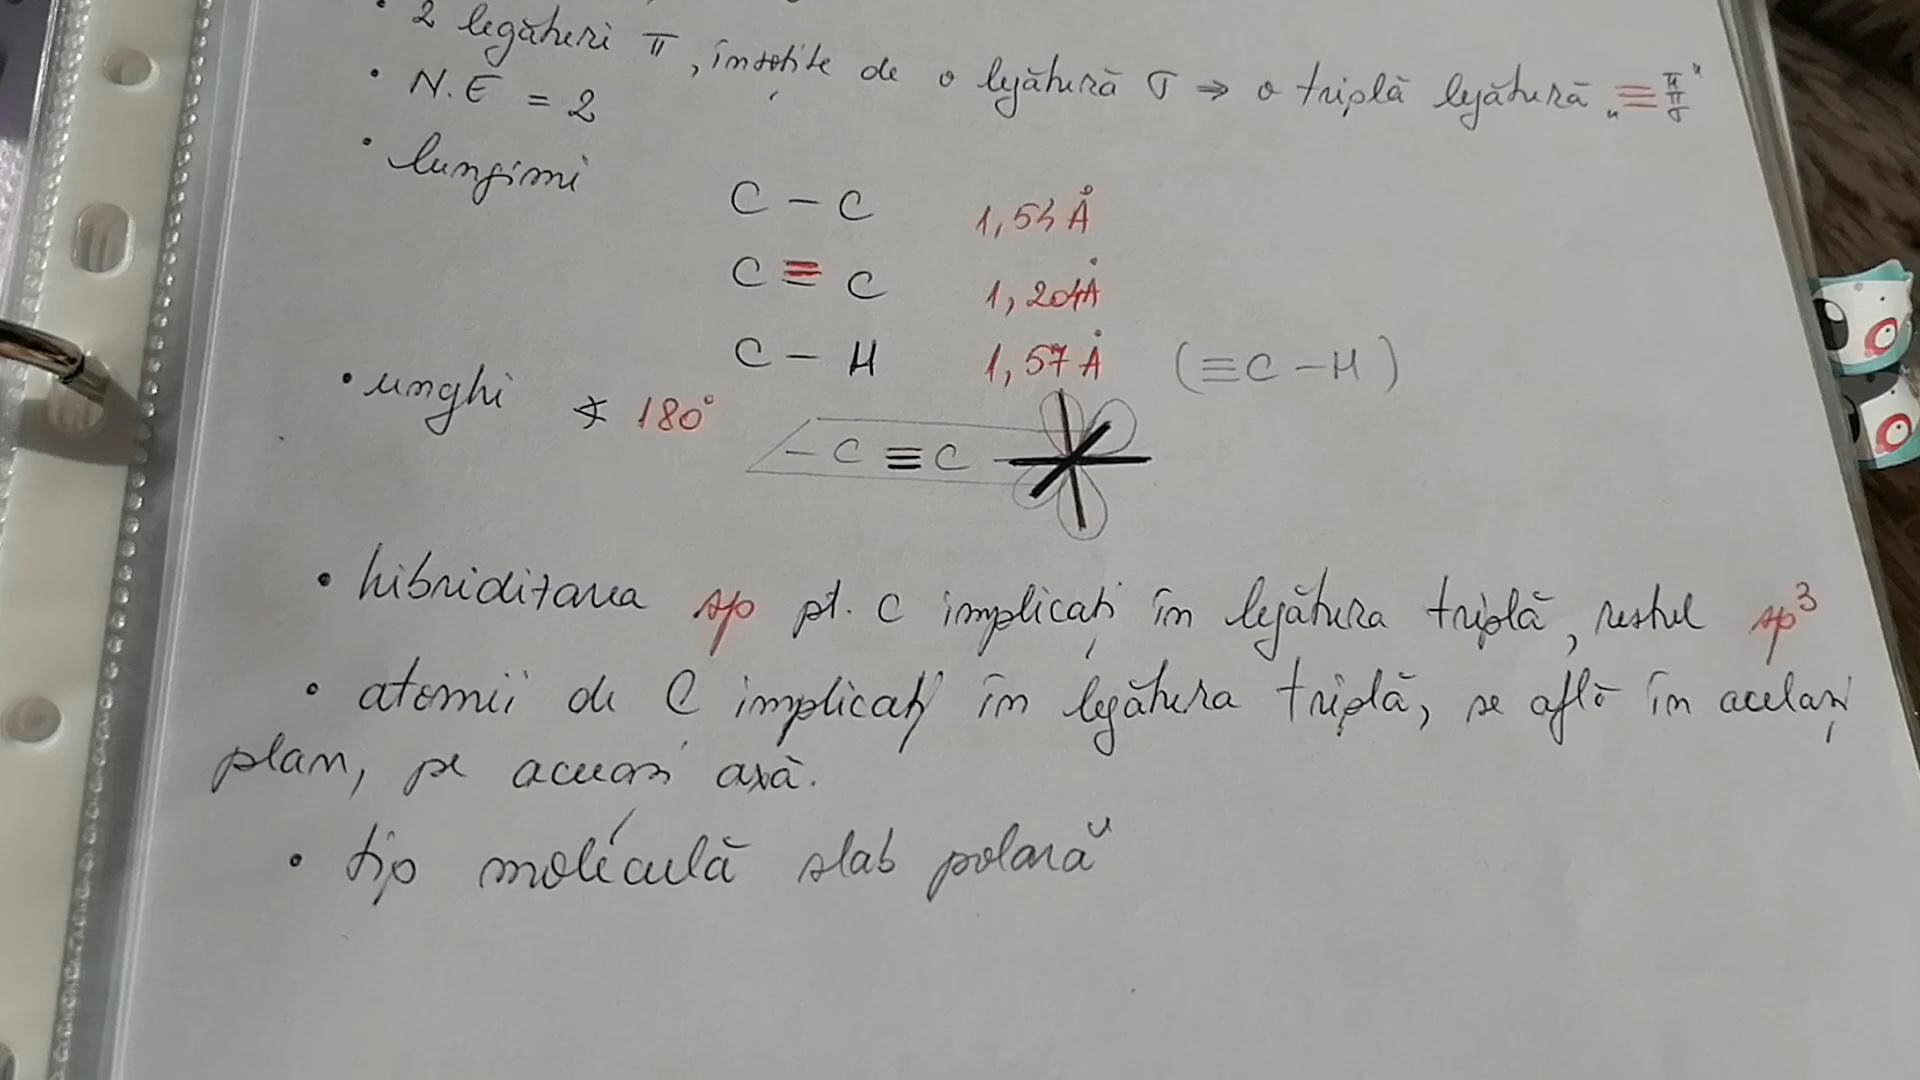 • 2 legături π, însoțite de o legătură σ ⇒ o triplă legătură „≡ π π σ"
• N.E = 2
• lungimi
C – C 1,54 Å
C ≡ C 1,204Å
C – H 1,57 Å (≡C –H)
• unghi ∢ 180°
– C ≡ C –
• hibriditarea sp pt. C implicați în legătura triplă, restul sp³
• atomii de C implicați în legătura triplă, se află în același
plan, pe aceeași axă.
• tip moleculă slab polară